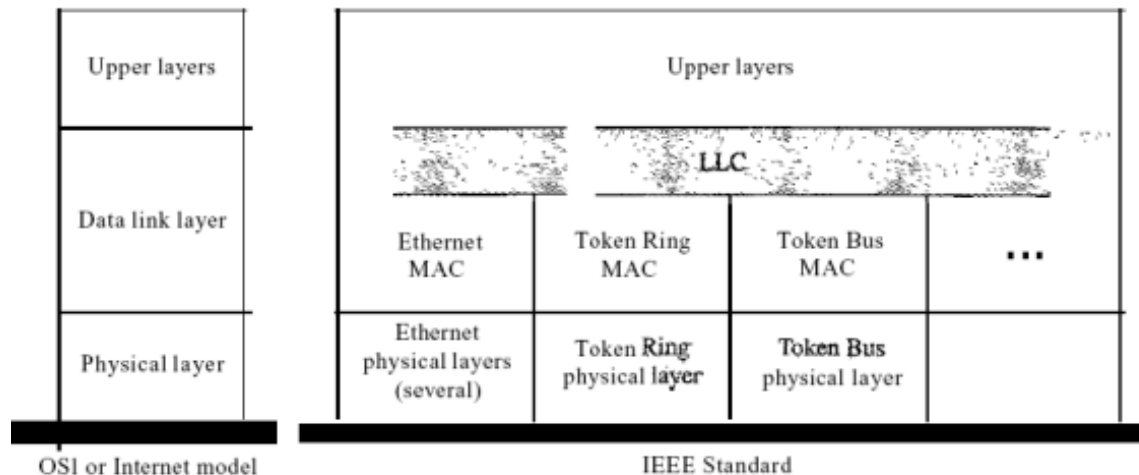 Upper layers
Data link layer
Physical layer
OSI or Internet model
Upper layers
LLC
Ethernet
MAC
Token Ring
MAC
Token Bus
MAC
...
Ethernet
physical layers
(several)
Token Ring
physical layer
Token Bus
physical layer
IEEE Standard